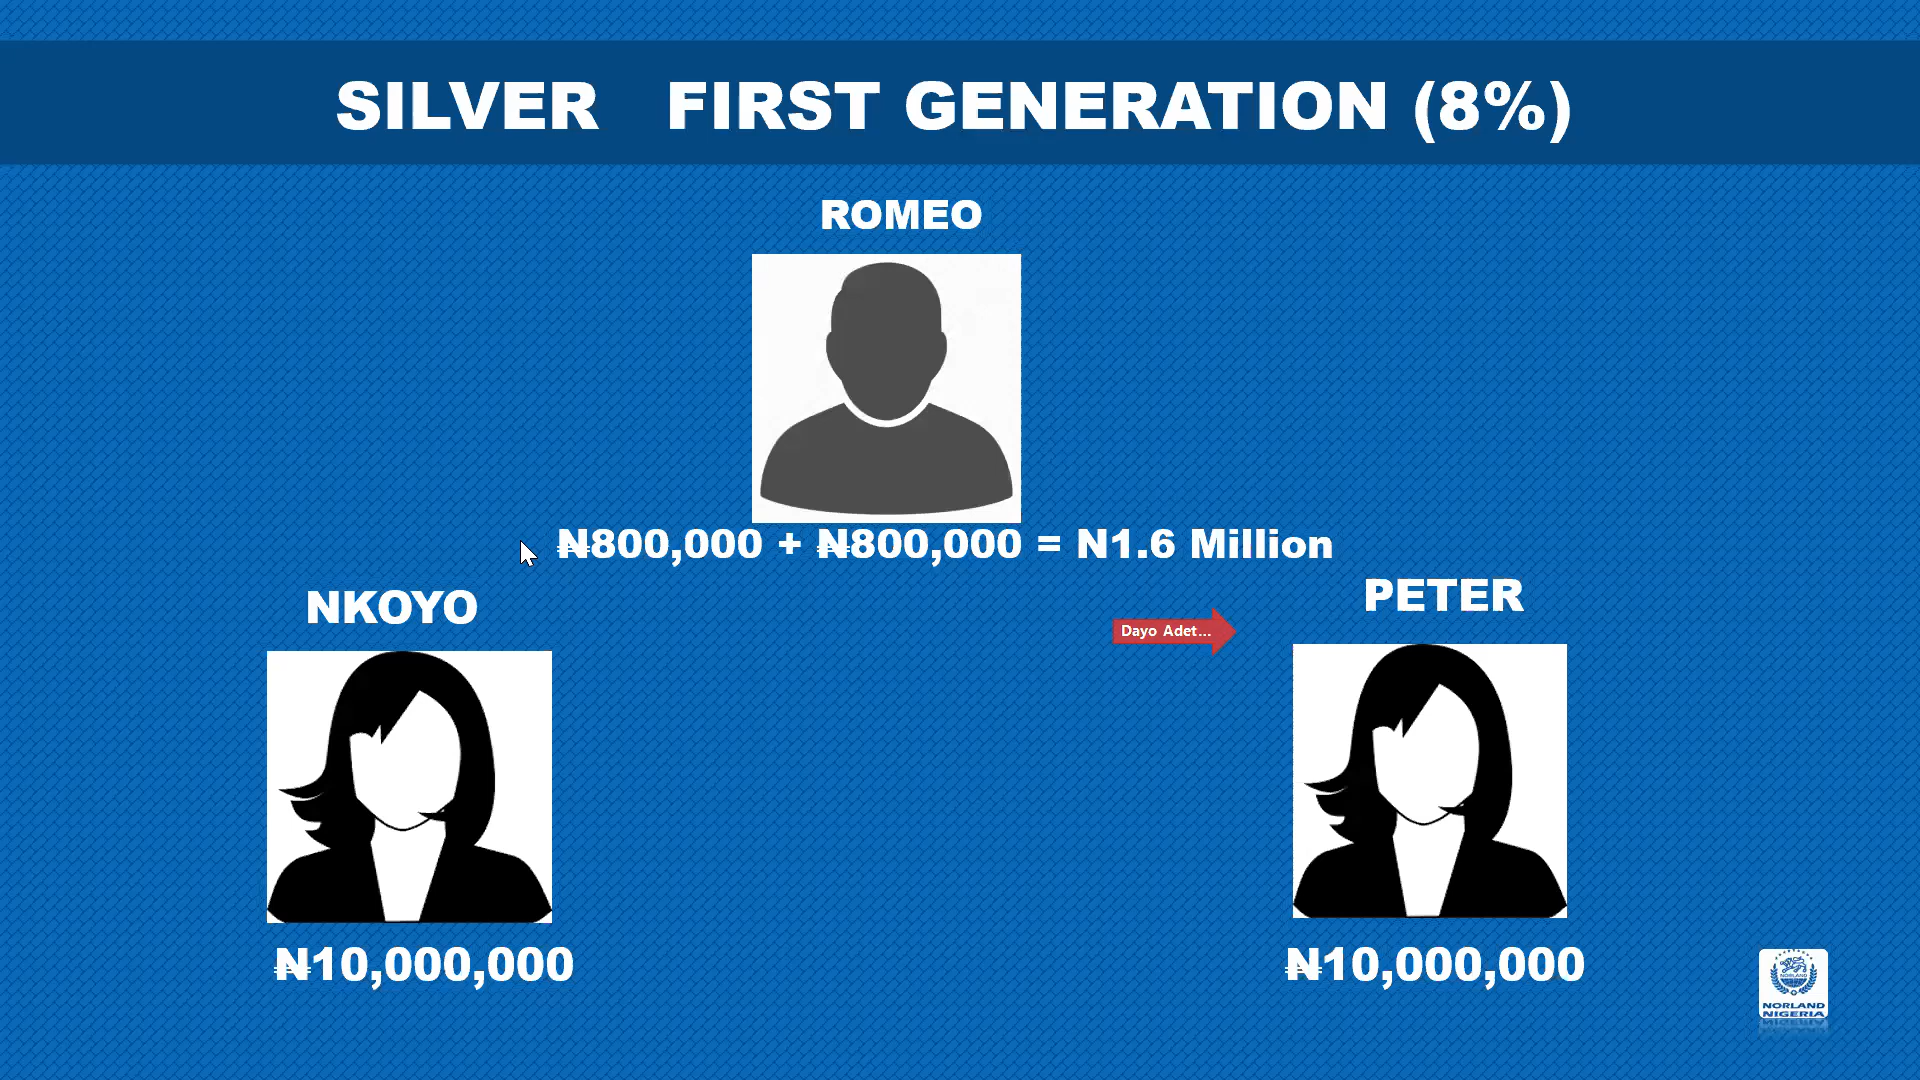 SILVER FIRST GENERATION (8%)
ROMEO
₦800,000 + ₦800,000 = N1.6 Million
NKOYO
PETER
Dayo Adet...
₦10,000,000
₦10,000,000
NORLAND
NORLAND
NIGERIA